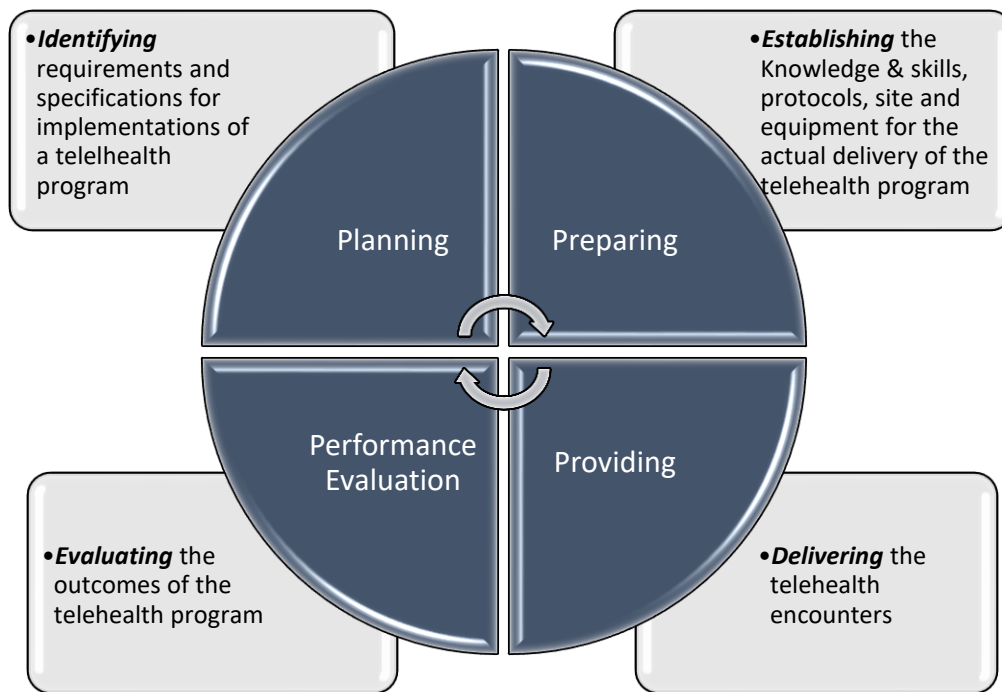 •Identifying
requirements and
specifications for
implementations of
a telelhealth
program
•Establishing the
Knowledge & skills,
protocols, site and
equipment for the
actual delivery of the
telehealth program
Planning
Preparing
Performance
Evaluation
Providing
•Evaluating the
outcomes of the
telehealth program
•Delivering the
telehealth
encounters